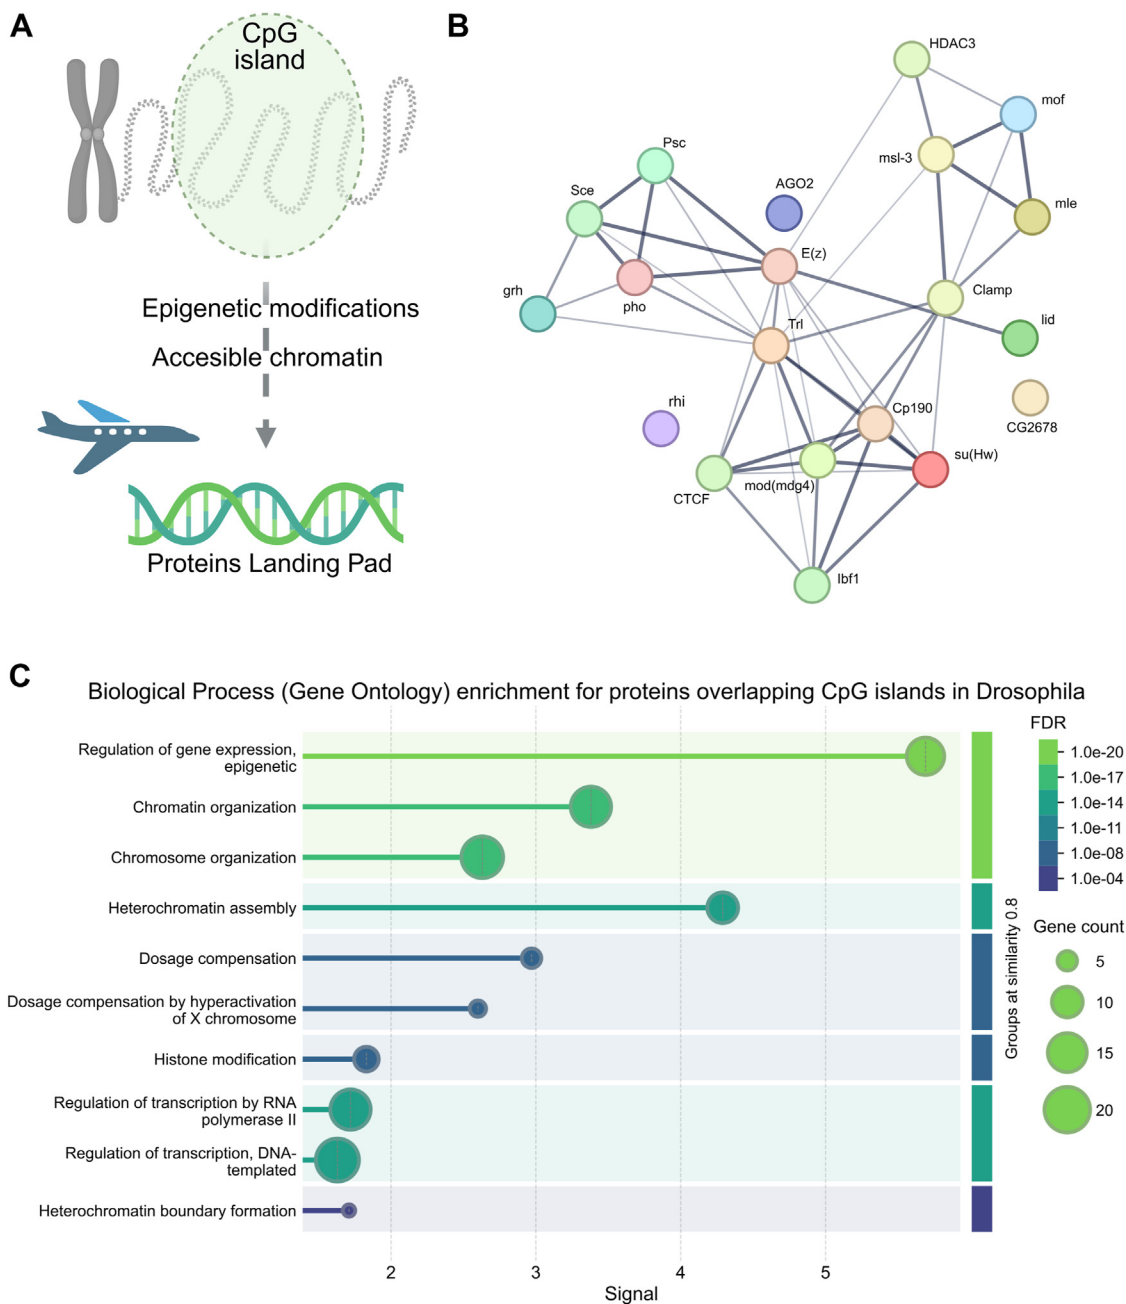 A
CpG
island
Epigenetic modifications
Accesible chromatin
Proteins Landing Pad
B
HDAC3
mof
msl-3
Psc
AGO2
mle
Sce
E(z)
Clamp
grh
pho
lid
Trl
rhi
Cp190
CG2678
su(Hw)
CTCF
mod(mdg4)
Ibf1
C
Biological Process (Gene Ontology) enrichment for proteins overlapping CpG islands in Drosophila
Regulation of gene expression,
epigenetic
Chromatin organization
Chromosome organization
Heterochromatin assembly
Dosage compensation
Dosage compensation by hyperactivation
of X chromosome
Histone modification
Regulation of transcription by RNA
polymerase II
Regulation of transcription, DNA-
templated
Heterochromatin boundary formation
2
3
4
5
Signal
Groups at similarity 0.8
FDR
1.0e-20
1.0e-17
1.0e-14
1.0e-11
1.0e-08
1.0e-04
Gene count
5
10
15
20